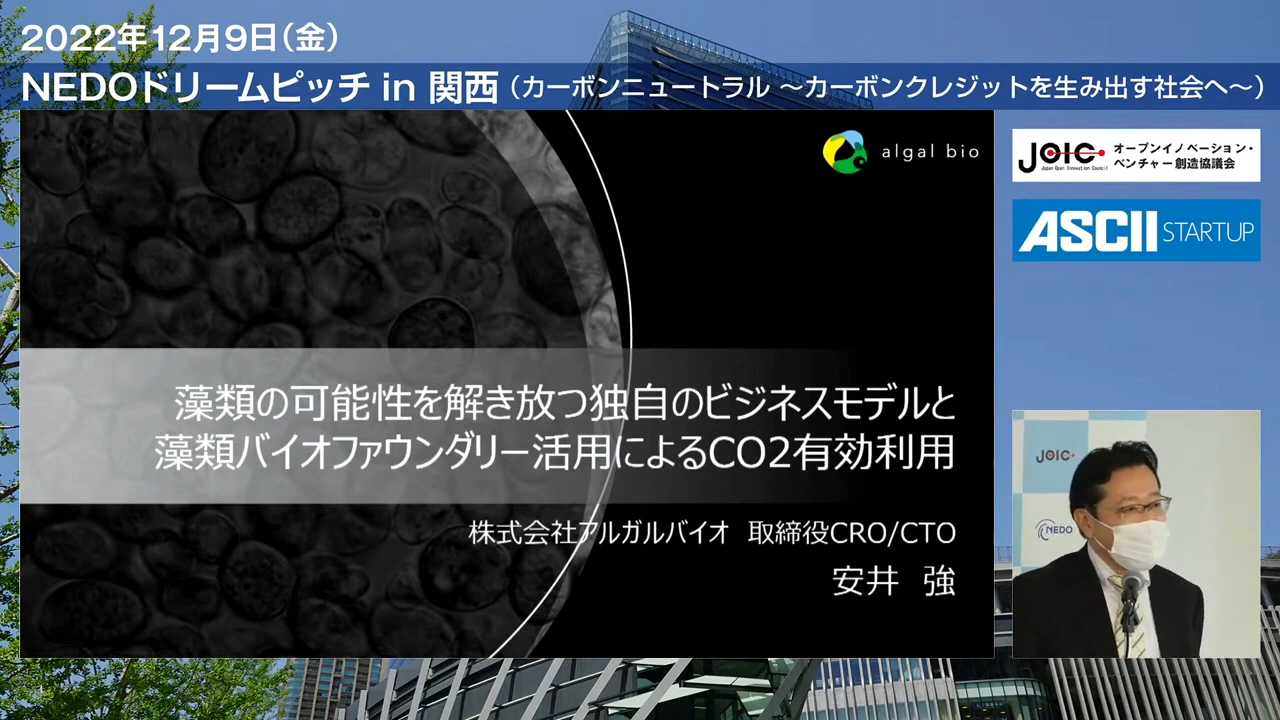 2022年12月9日（金）
NEDOドリームピッチ in 関西（カーボンニュートラル ～カーボンクレジットを生み出す社会へ～）
algal bio
藻類の可能性を解き放つ独自のビジネスモデルと
藻類バイオファウンダリー活用によるCO2有効利用
株式会社アルガルバイオ 取締役CRO/CTO
安井 強
JOIC
Japan Open Innovation Council
オープンイノベーション・
ベンチャー創造協議会
ASCII STARTUP
JOIC
NEDO